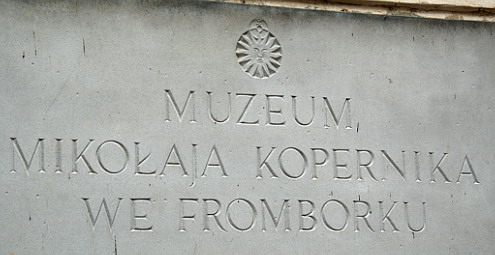 MUZEUM
MIKOŁAJA KOPERNIKA
WE FROMBORKU